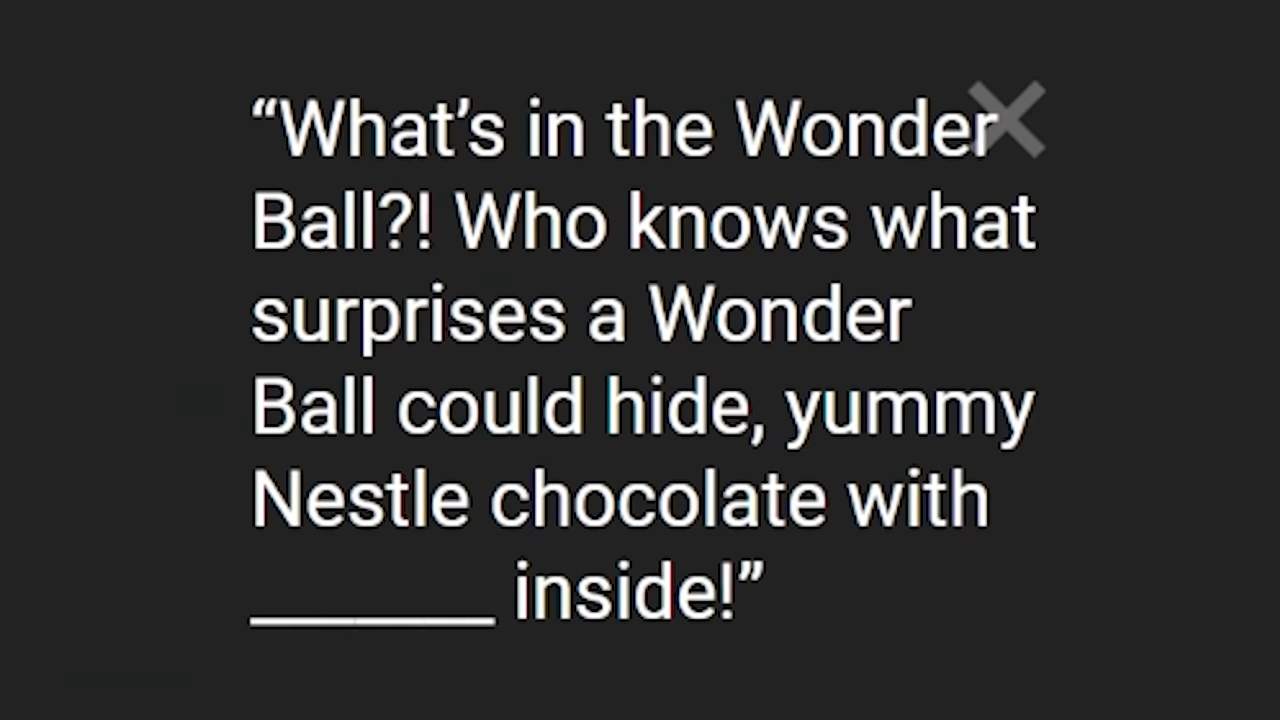 “What’s in the Wonder
Ball?! Who knows what
surprises a Wonder
Ball could hide, yummy
Nestle chocolate with
_______ inside!”